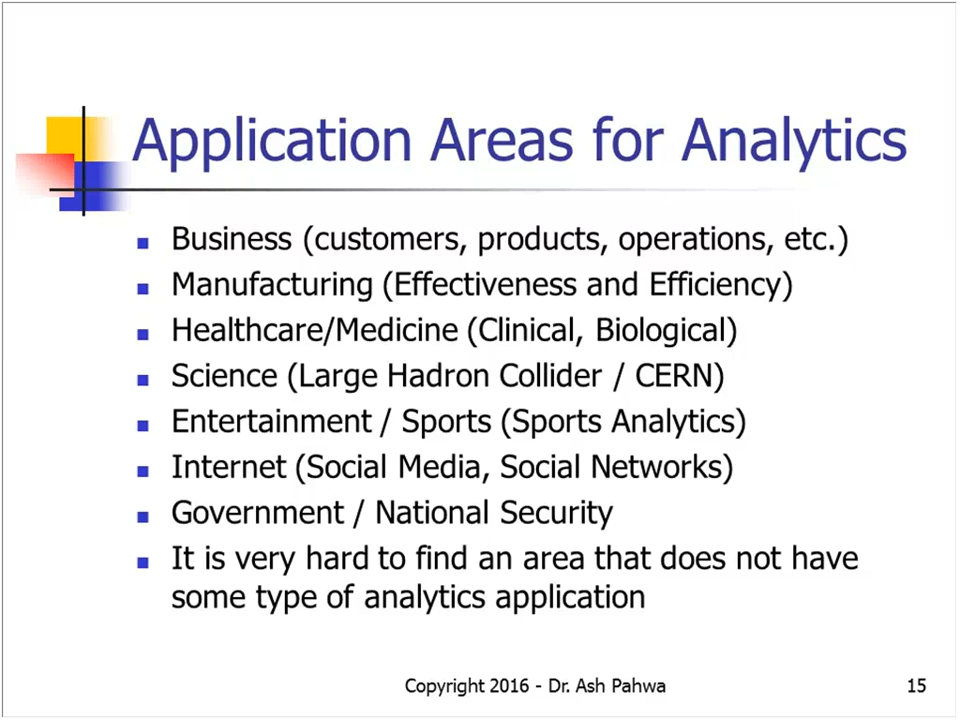 Application Areas for Analytics
Business (customers, products, operations, etc.)
Manufacturing (Effectiveness and Efficiency)
Healthcare/Medicine (Clinical, Biological)
Science (Large Hadron Collider / CERN)
Entertainment / Sports (Sports Analytics)
Internet (Social Media, Social Networks)
Government / National Security
It is very hard to find an area that does not have
some type of analytics application
Copyright 2016 - Dr. Ash Pahwa
15